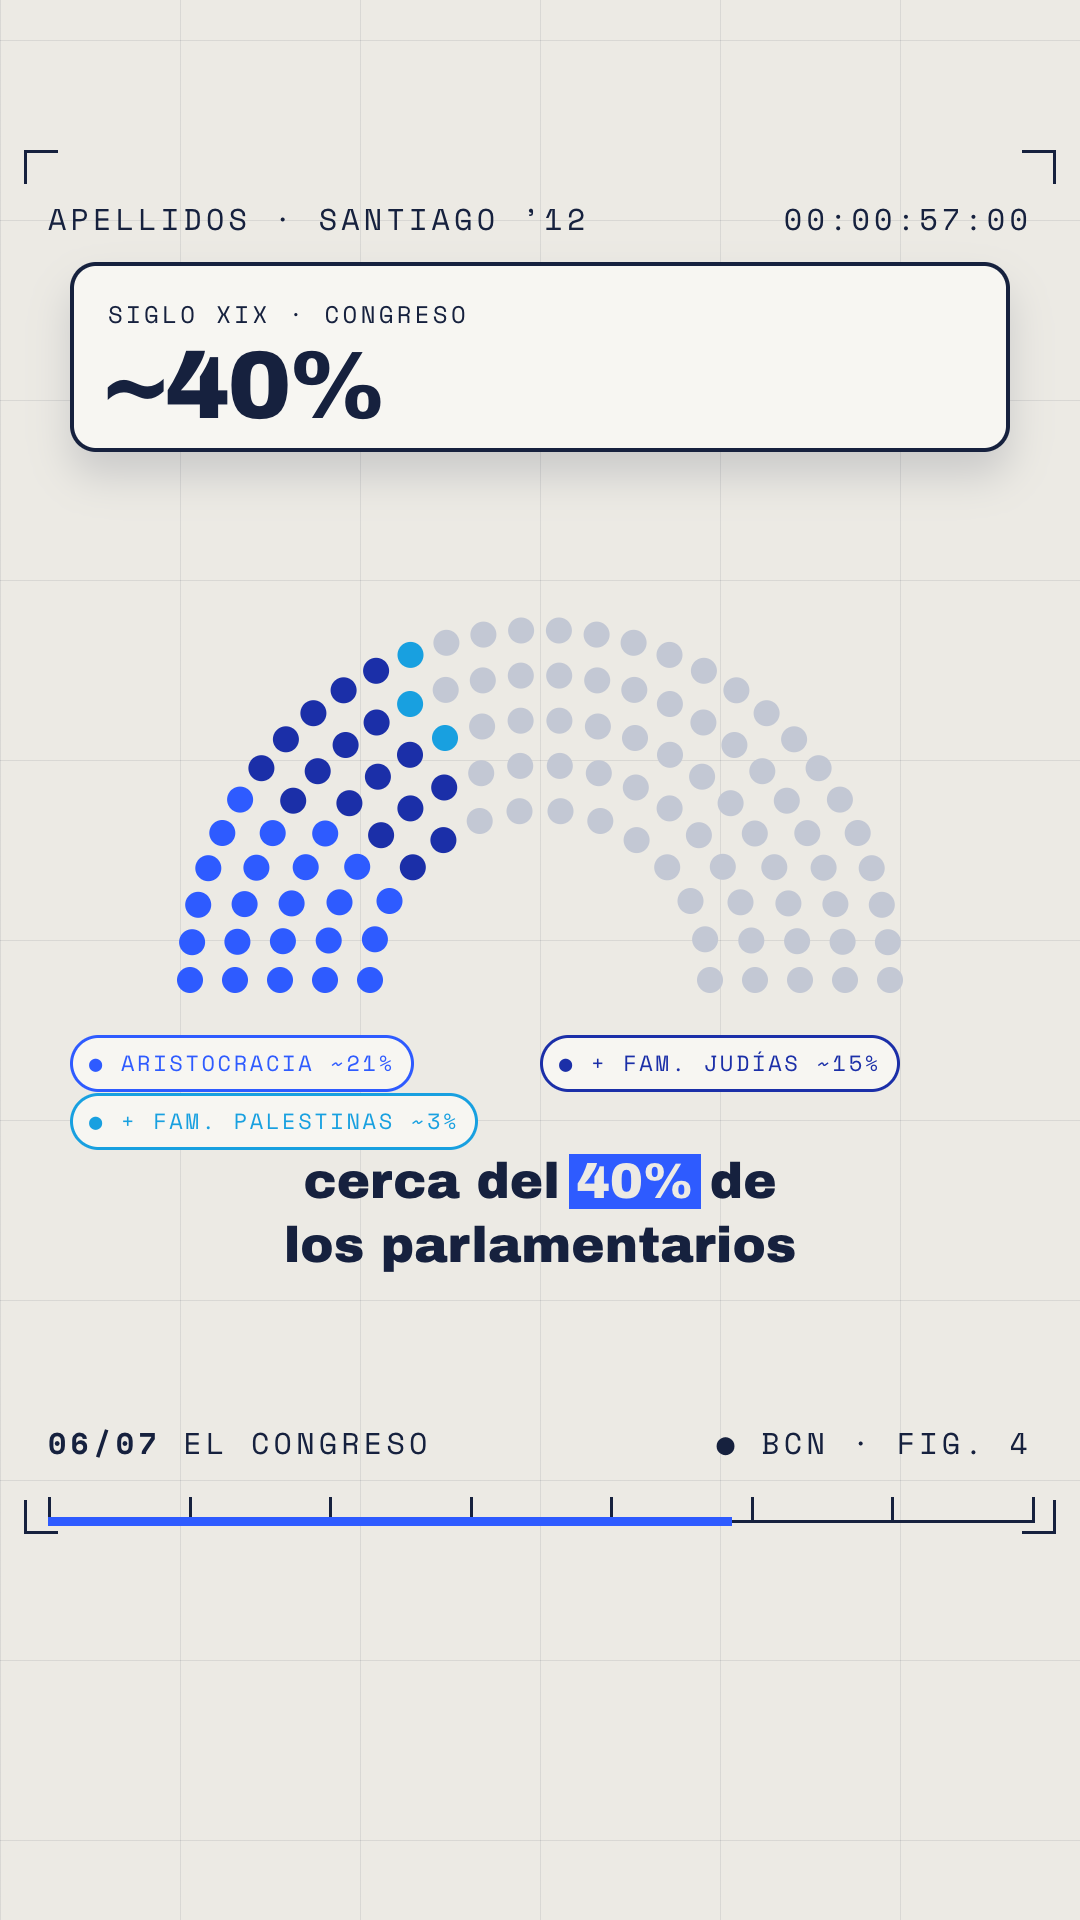 APELLIDOS · SANTIAGO ’12
00:00:57:00
SIGLO XIX · CONGRESO
~40%
● ARISTOCRACIA ~21%
● + FAM. JUDÍAS ~15%
● + FAM. PALESTINAS ~3%
cerca del 40% de
los parlamentarios
06/07 EL CONGRESO
● BCN · FIG. 4